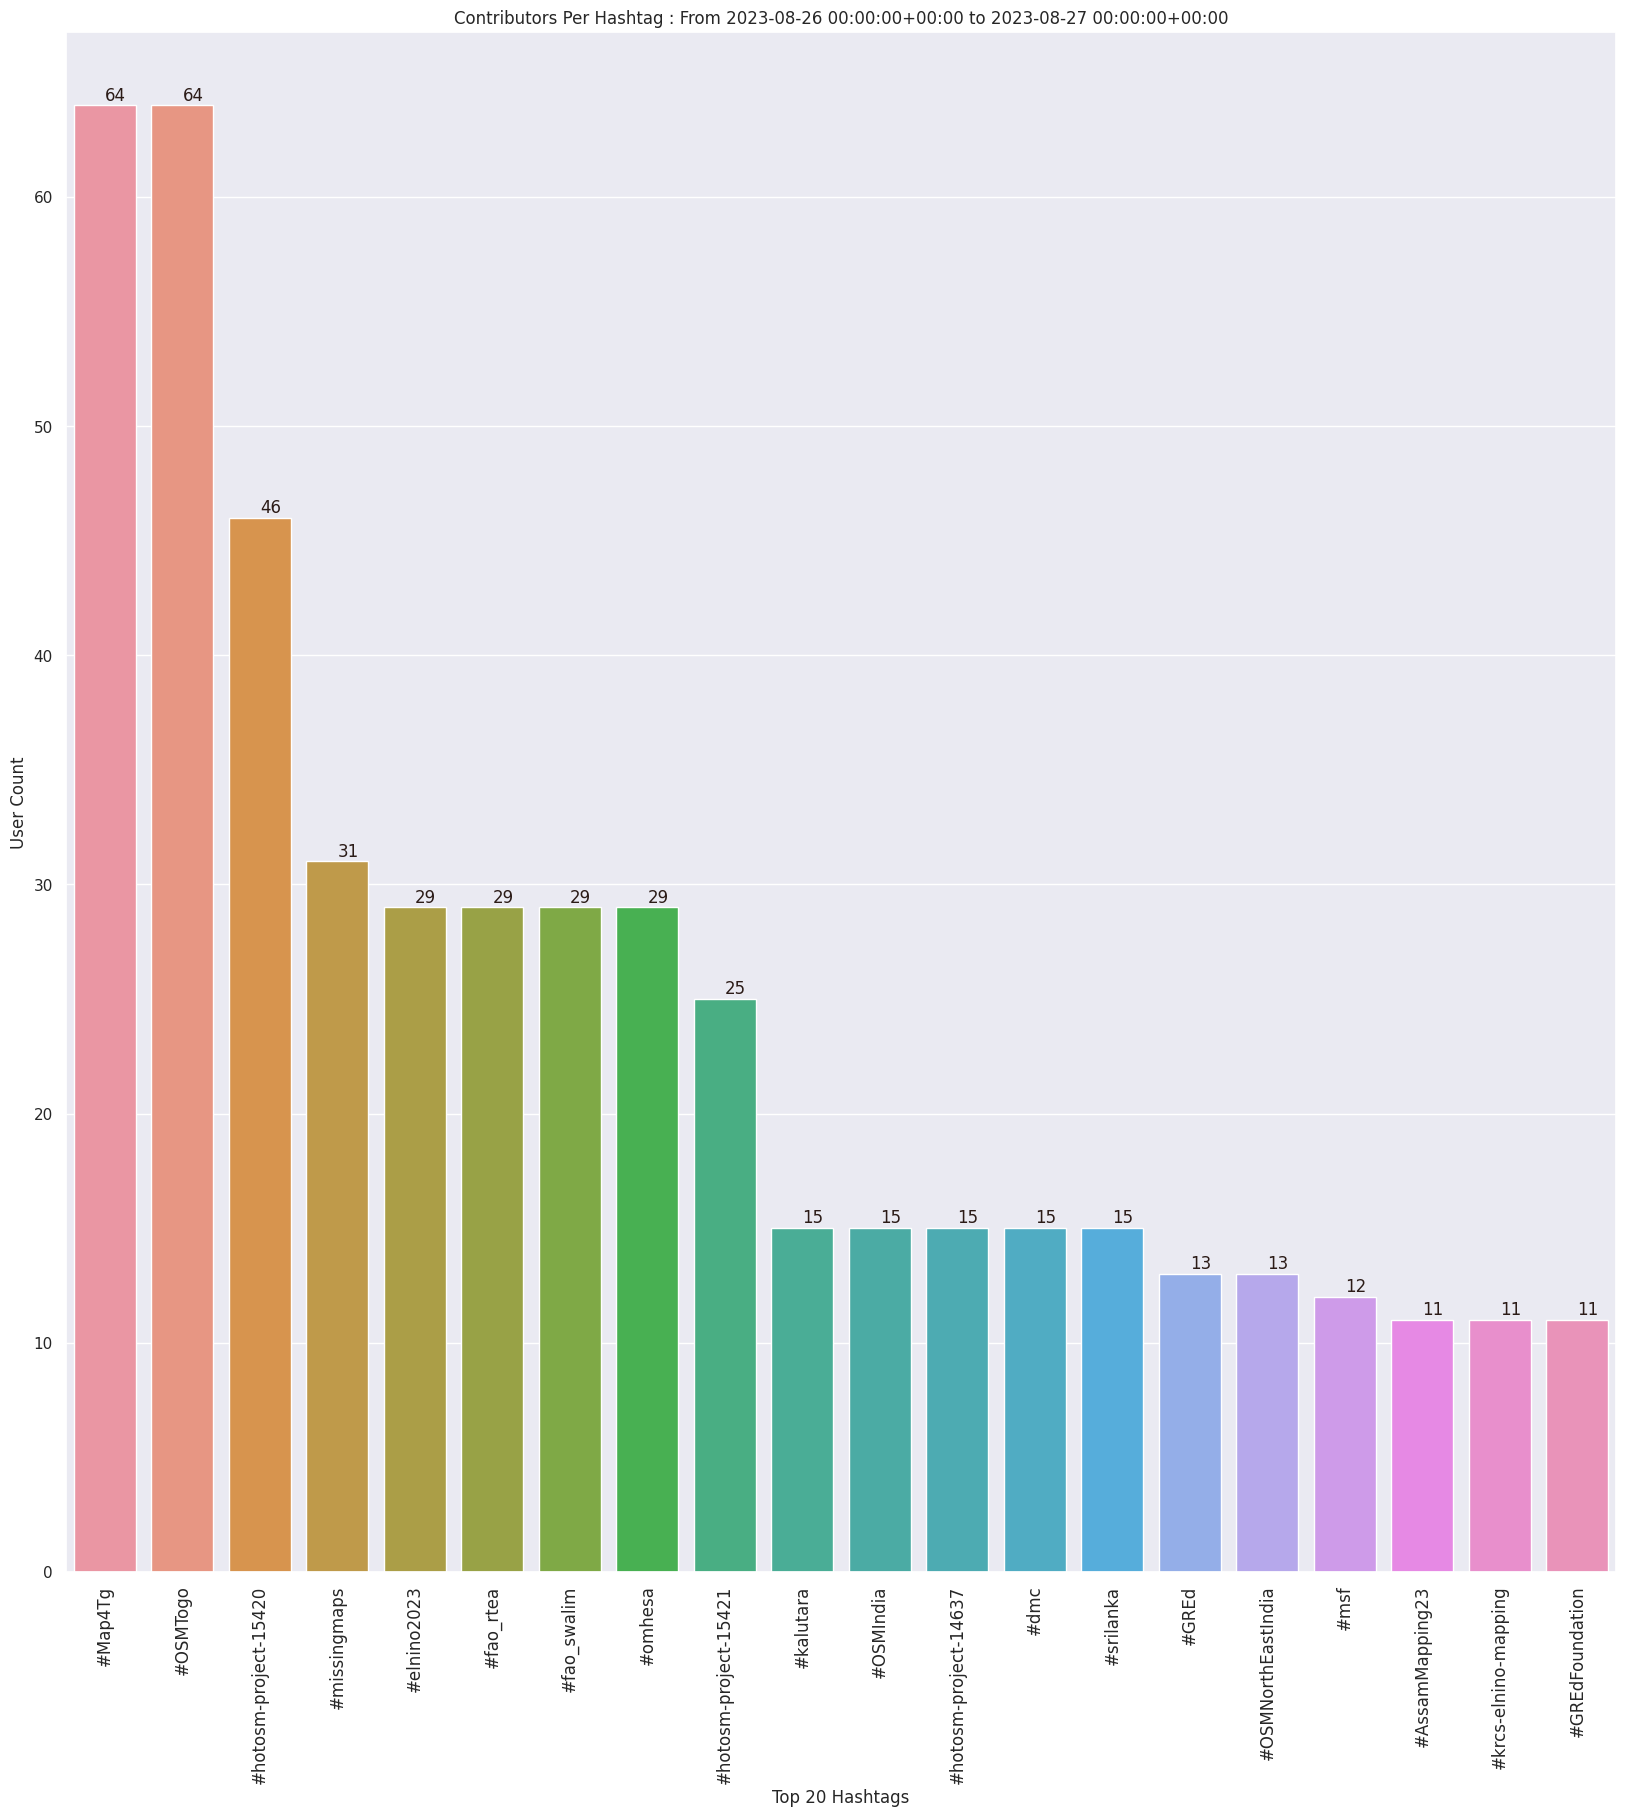 Contributors Per Hashtag : From 2023-08-26 00:00:00+00:00 to 2023-08-27 00:00:00+00:00
User Count
60
50
40
30
20
10
0
64
64
46
31
29
29
29
29
25
15
15
15
15
15
13
13
12
11
11
11
#Map4Tg
#OSMTogo
#hotosm-project-15420
#missingmaps
#elnino2023
#fao_rtea
#fao_swalim
#omhesa
#hotosm-project-15421
#kalutara
#OSMIndia
#hotosm-project-14637
#dmc
#srilanka
#GREd
#OSMNorthEastIndia
#msf
#AssamMapping23
#krcs-elnino-mapping
#GREdFoundation
Top 20 Hashtags